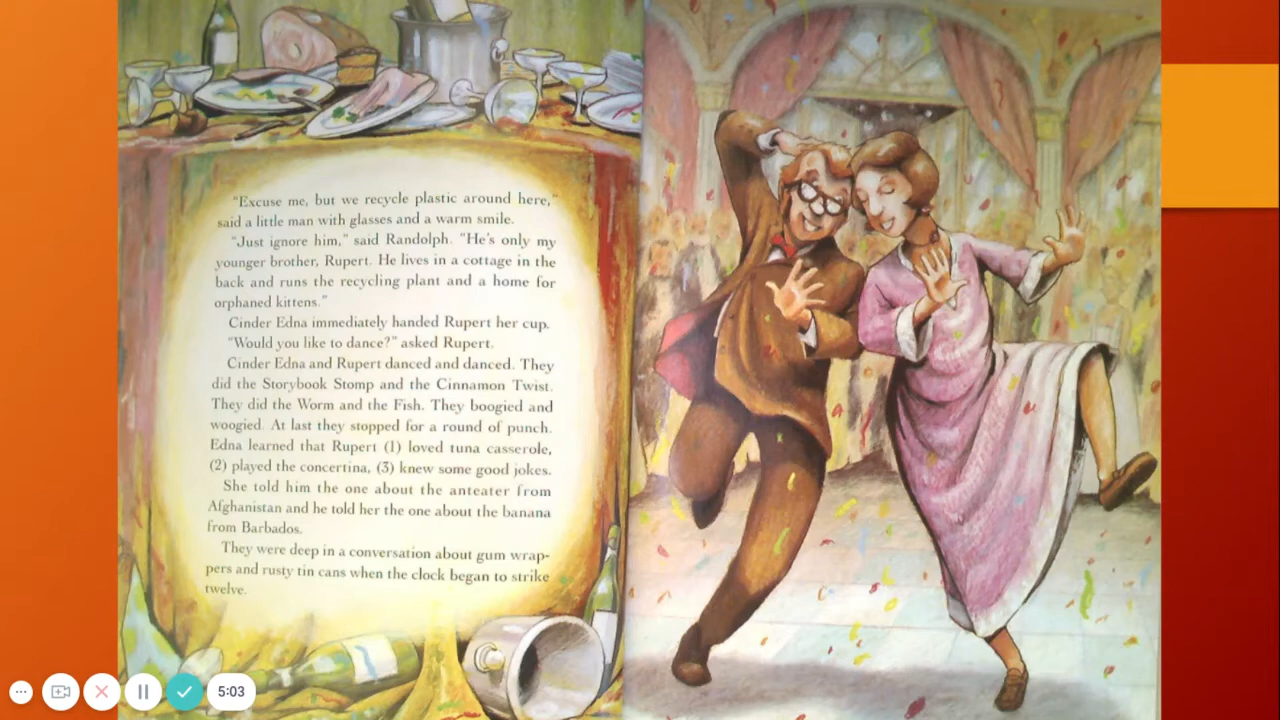 “Excuse me, but we recycle plastic around here,”
said a little man with glasses and a warm smile.
“Just ignore him,” said Randolph. “He’s only my
younger brother, Rupert. He lives in a cottage in the
back and runs the recycling plant and a home for
orphaned kittens.”
Cinder Edna immediately handed Rupert her cup.
“Would you like to dance?” asked Rupert.
Cinder Edna and Rupert danced and danced. They
did the Storybook Stomp and the Cinnamon Twist.
They did the Worm and the Fish. They boogied and
woogied. At last they stopped for a round of punch.
Edna learned that Rupert (1) loved tuna casserole,
(2) played the concertina, (3) knew some good jokes.
She told him the one about the anteater from
Afghanistan and he told her the one about the banana
from Barbados.
They were deep in a conversation about gum wrap-
pers and rusty tin cans when the clock began to strike
twelve.
5:03